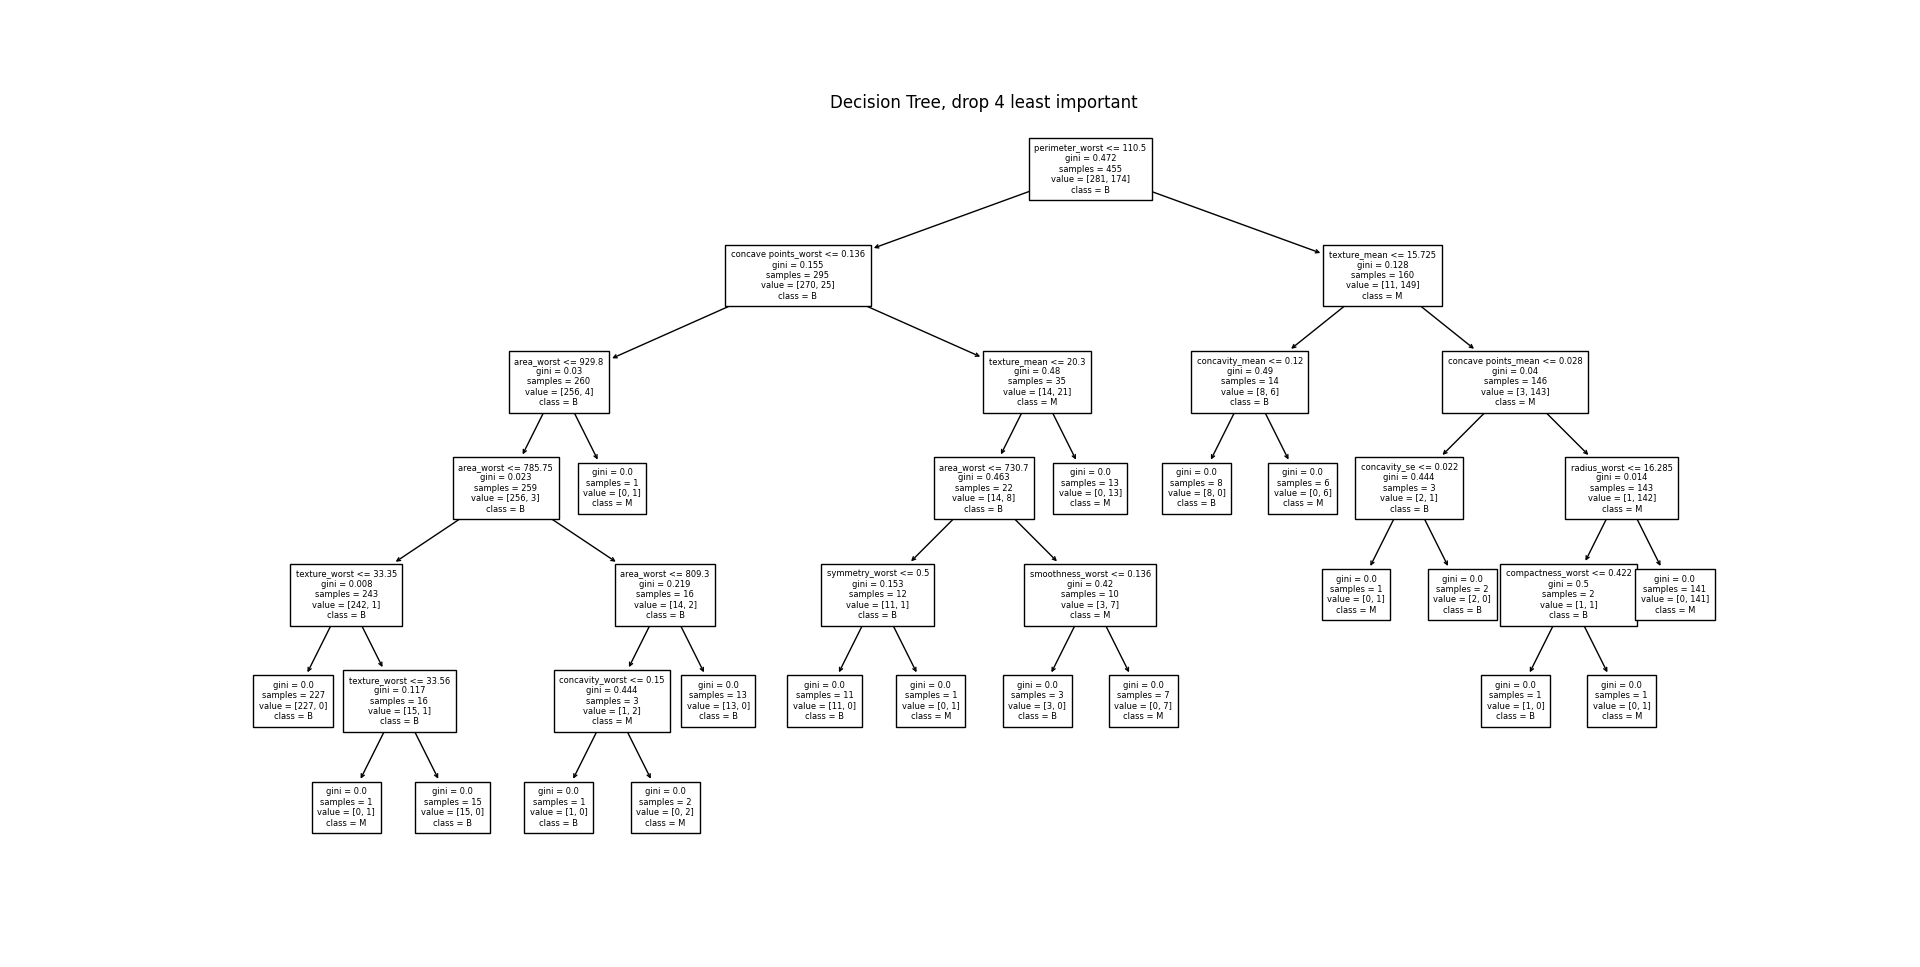 Decision Tree, drop 4 least important
perimeter_worst <= 110.5
gini = 0.472
samples = 455
value = [281, 174]
class = B
concave points_worst <= 0.136
gini = 0.155
samples = 295
value = [270, 25]
class = B
texture_mean <= 15.725
gini = 0.128
samples = 160
value = [11, 149]
class = M
area_worst <= 929.8
gini = 0.03
samples = 260
value = [256, 4]
class = B
texture_mean <= 20.3
gini = 0.48
samples = 35
value = [14, 21]
class = M
concavity_mean <= 0.12
gini = 0.49
samples = 14
value = [8, 6]
class = B
concave points_mean <= 0.028
gini = 0.04
samples = 146
value = [3, 143]
class = M
area_worst <= 785.75
gini = 0.023
samples = 259
value = [256, 3]
class = B
gini = 0.0
samples = 1
value = [0, 1]
class = M
area_worst <= 730.7
gini = 0.463
samples = 22
value = [14, 8]
class = B
gini = 0.0
samples = 13
value = [0, 13]
class = M
gini = 0.0
samples = 8
value = [8, 0]
class = B
gini = 0.0
samples = 6
value = [0, 6]
class = M
concavity_se <= 0.022
gini = 0.444
samples = 3
value = [2, 1]
class = B
radius_worst <= 16.285
gini = 0.014
samples = 143
value = [1, 142]
class = M
texture_worst <= 33.35
gini = 0.008
samples = 243
value = [242, 1]
class = B
area_worst <= 809.3
gini = 0.219
samples = 16
value = [14, 2]
class = B
symmetry_worst <= 0.5
gini = 0.153
samples = 12
value = [11, 1]
class = B
smoothness_worst <= 0.136
gini = 0.42
samples = 10
value = [3, 7]
class = M
gini = 0.0
samples = 1
value = [0, 1]
class = M
gini = 0.0
samples = 2
value = [2, 0]
class = B
compactness_worst <= 0.422
gini = 0.5
samples = 2
value = [1, 1]
class = B
gini = 0.0
samples = 141
value = [0, 141]
class = M
gini = 0.0
samples = 227
value = [227, 0]
class = B
texture_worst <= 33.56
gini = 0.117
samples = 16
value = [15, 1]
class = B
concavity_worst <= 0.15
gini = 0.444
samples = 3
value = [1, 2]
class = M
gini = 0.0
samples = 13
value = [13, 0]
class = B
gini = 0.0
samples = 11
value = [11, 0]
class = B
gini = 0.0
samples = 1
value = [0, 1]
class = M
gini = 0.0
samples = 3
value = [3, 0]
class = B
gini = 0.0
samples = 7
value = [0, 7]
class = M
gini = 0.0
samples = 1
value = [1, 0]
class = B
gini = 0.0
samples = 1
value = [0, 1]
class = M
gini = 0.0
samples = 1
value = [0, 1]
class = M
gini = 0.0
samples = 15
value = [15, 0]
class = B
gini = 0.0
samples = 1
value = [1, 0]
class = B
gini = 0.0
samples = 2
value = [0, 2]
class = M